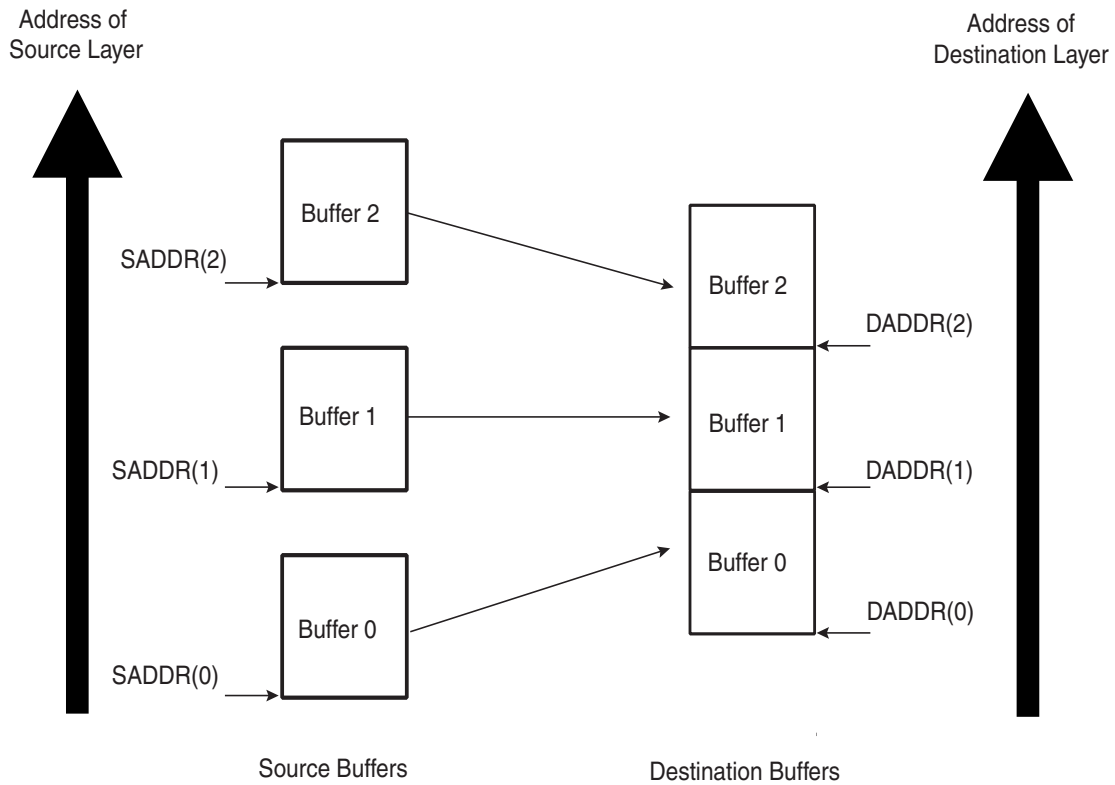 Address of
Source Layer
Address of
Destination Layer
Buffer 2
SADDR(2)
Buffer 2
DADDR(2)
Buffer 1
Buffer 1
SADDR(1)
DADDR(1)
Buffer 0
Buffer 0
DADDR(0)
SADDR(0)
Source Buffers
Destination Buffers